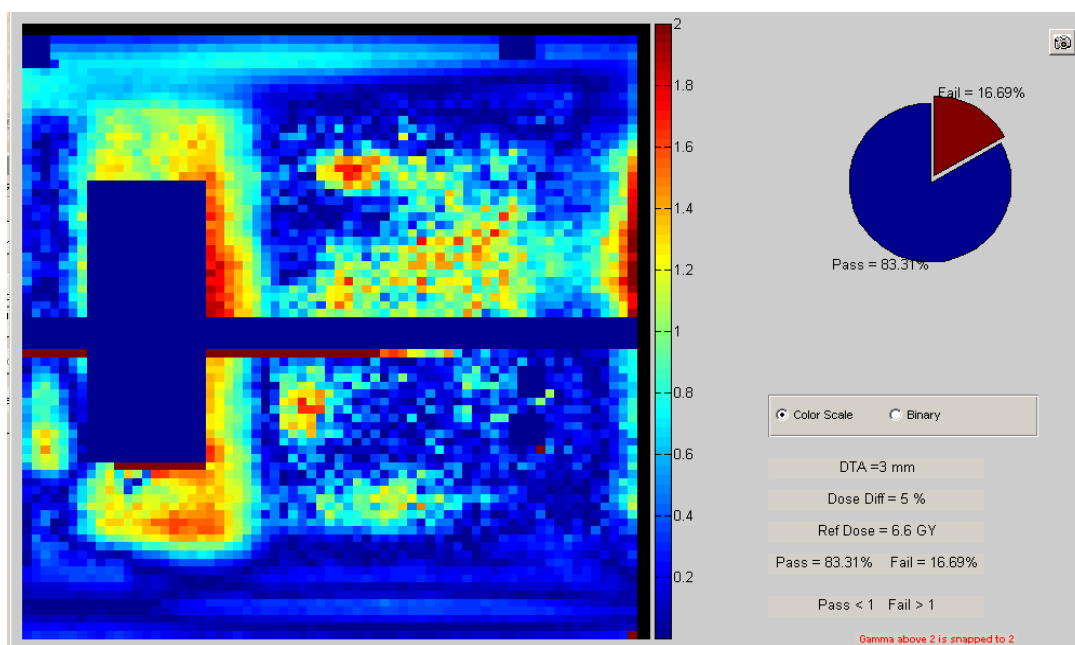 2
1.8
1.6
1.4
1.2
1
0.8
0.6
0.4
0.2
Fail = 16.69%
Pass = 83.31%
Color Scale Binary
DTA =3 mm
Dose Diff = 5 %
Ref Dose = 6.6 GY
Pass = 83.31% Fail = 16.69%
Pass < 1 Fail > 1
Gamma above 2 is snapped to 2